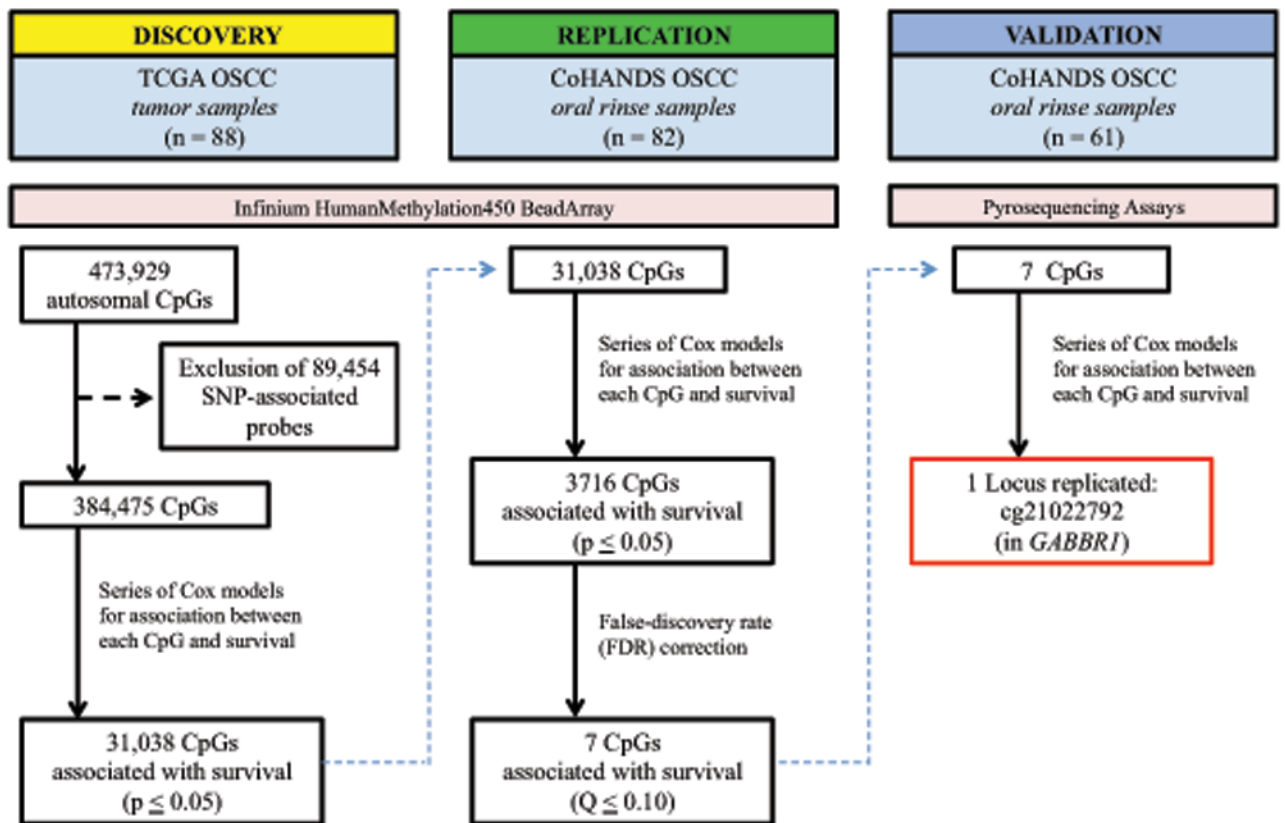 DISCOVERY
TCGA OSCC
tumor samples
(n = 88)
REPLICATION
CoHANDS OSCC
oral rinse samples
(n = 82)
VALIDATION
CoHANDS OSCC
oral rinse samples
(n = 61)
Infinium HumanMethylation450 BeadArray
Pyrosequencing Assays
473,929
autosomal CpGs
Exclusion of 89,454
SNP-associated
probes
384,475 CpGs
Series of Cox models
for association between
each CpG and survival
31,038 CpGs
associated with survival
(p ≤ 0.05)
31,038 CpGs
Series of Cox models
for association between
each CpG and survival
3716 CpGs
associated with survival
(p ≤ 0.05)
False-discovery rate
(FDR) correction
7 CpGs
associated with survival
(Q ≤ 0.10)
7 CpGs
Series of Cox models
for association between
each CpG and survival
1 Locus replicated:
cg21022792
(in GABBR1)